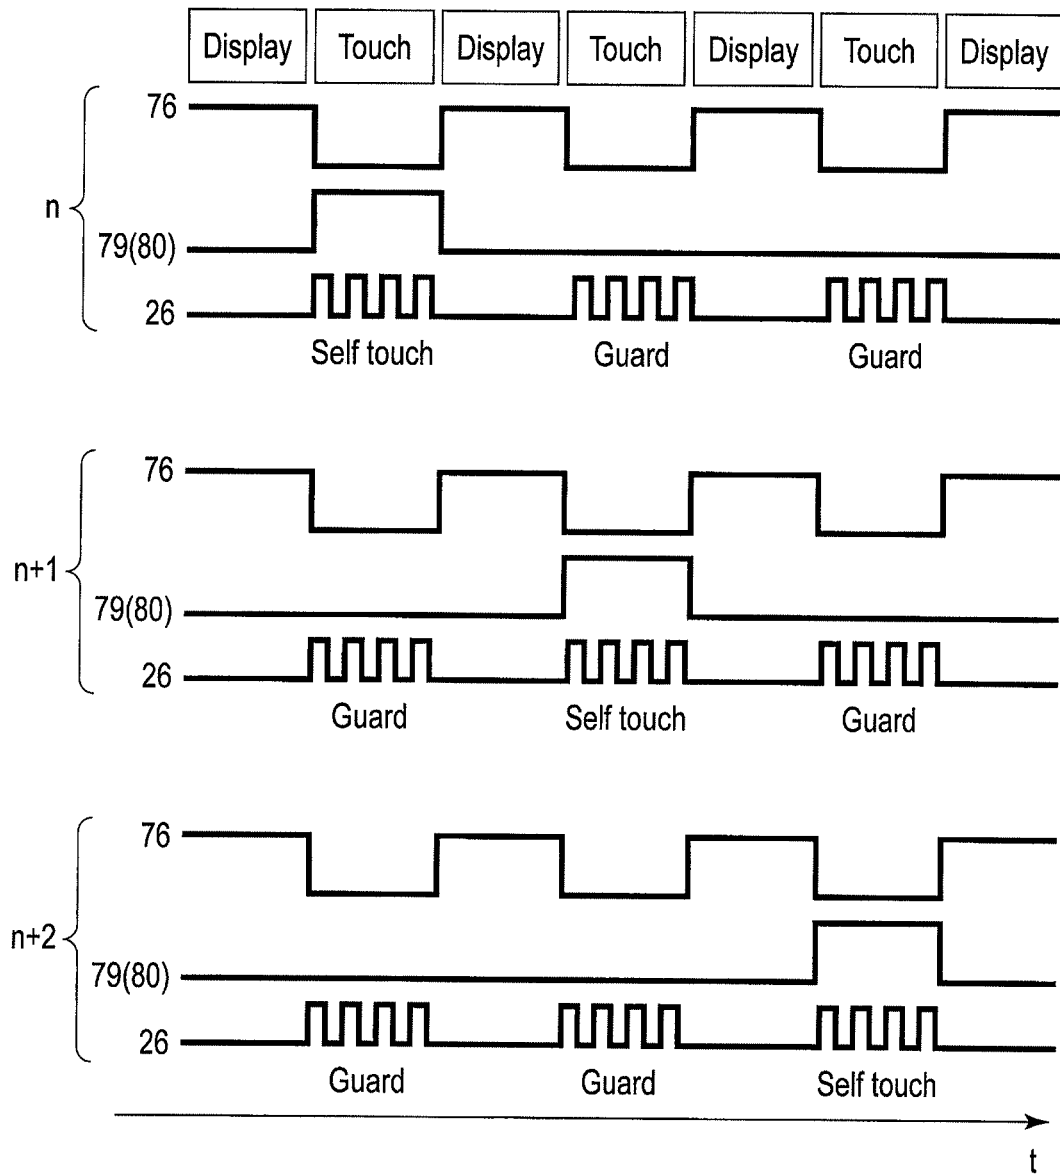 Display Touch Display Touch Display Touch Display
76
n
79(80)
26
Self touch Guard Guard
76
n+1
79(80)
26
Guard Self touch Guard
76
n+2
79(80)
26
Guard Guard Self touch
t